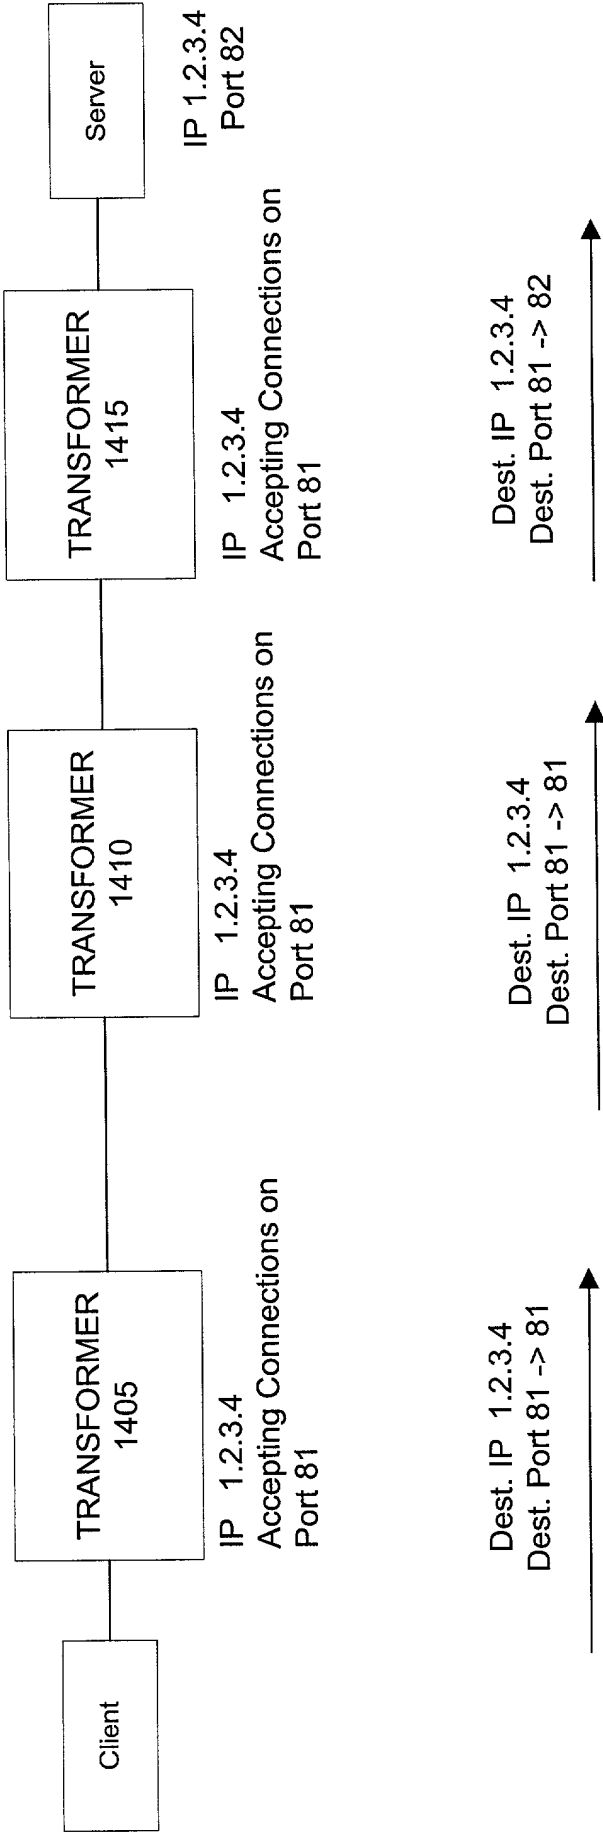 Client
TRANSFORMER
1405
TRANSFORMER
1410
TRANSFORMER
1415
Server
IP 1.2.3.4
Accepting Connections on
Port 81
IP 1.2.3.4
Accepting Connections on
Port 81
IP 1.2.3.4
Accepting Connections on
Port 81
IP 1.2.3.4
Port 82
Dest. IP 1.2.3.4
Dest. Port 81 -> 81
Dest. IP 1.2.3.4
Dest. Port 81 -> 81
Dest. IP 1.2.3.4
Dest. Port 81 -> 82